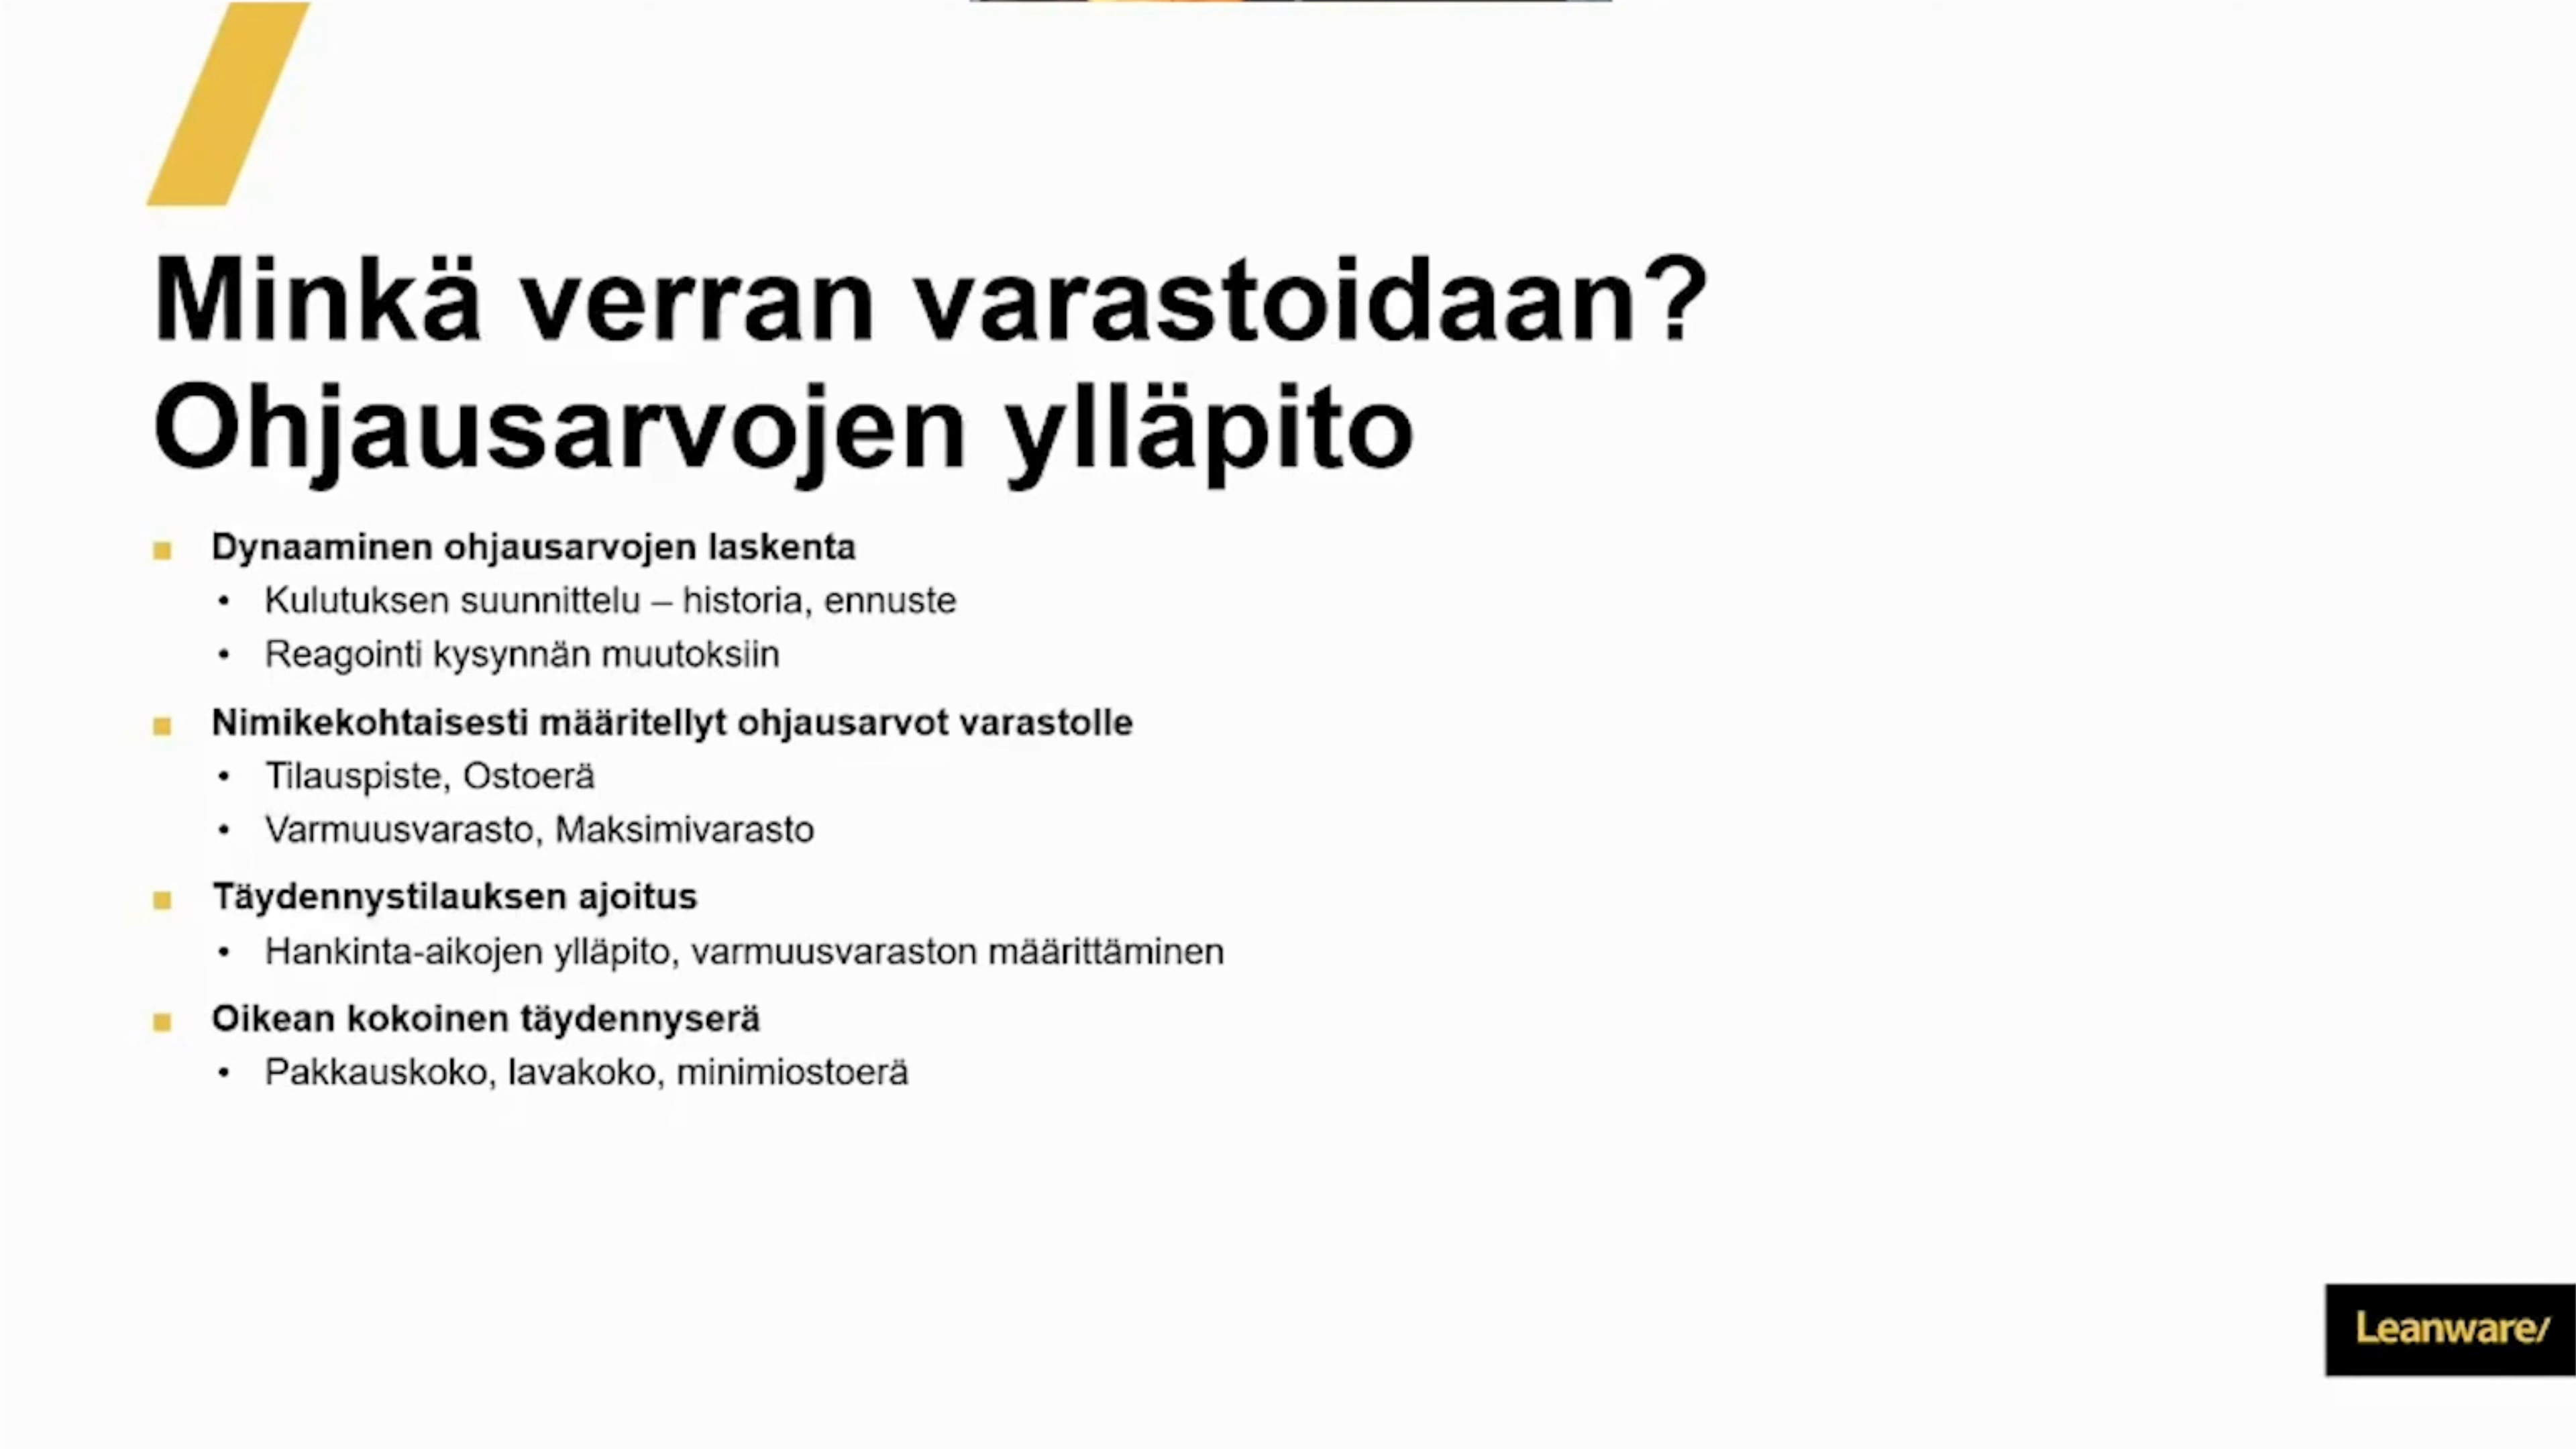 Minkä verran varastoidaan?
Ohjausarvojen ylläpito
Dynaaminen ohjausarvojen laskenta
Kulutuksen suunnittelu – historia, ennuste
Reagointi kysynnän muutoksiin
Nimikekohtaisesti määritellyt ohjausarvot varastolle
Tilauspiste, Ostoerä
Varmuusvarasto, Maksimivarasto
Täydennystilauksen ajoitus
Hankinta-aikojen ylläpito, varmuusvaraston määrittäminen
Oikean kokoinen täydennyserä
Pakkauskoko, lavakoko, minimiostoerä
Leanware/